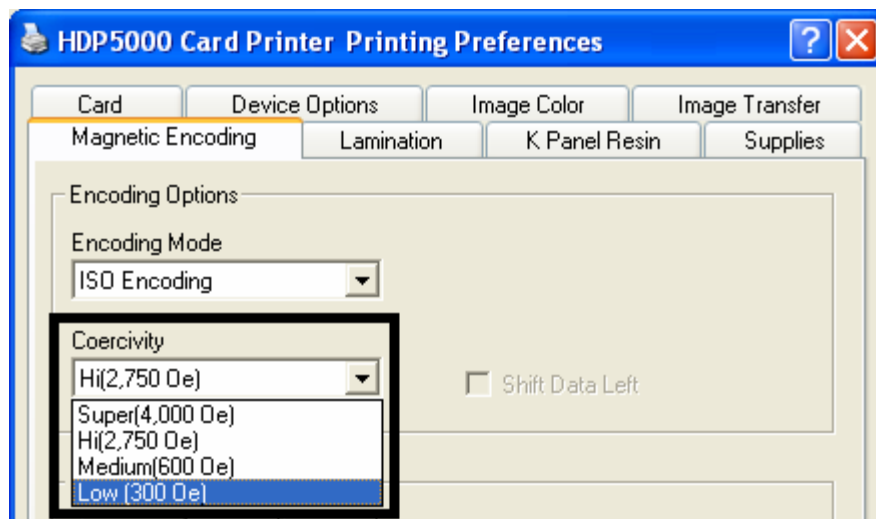 HDP5000 Card Printer Printing Preferences
Card Device Options Image Color Image Transfer
Magnetic Encoding Lamination K Panel Resin Supplies
Encoding Options
Encoding Mode
ISO Encoding
Coercivity
Hi(2,750 Oe)
Shift Data Left
Super(4,000 Oe)
Hi(2,750 Oe)
Medium(600 Oe)
Low (300 Oe)